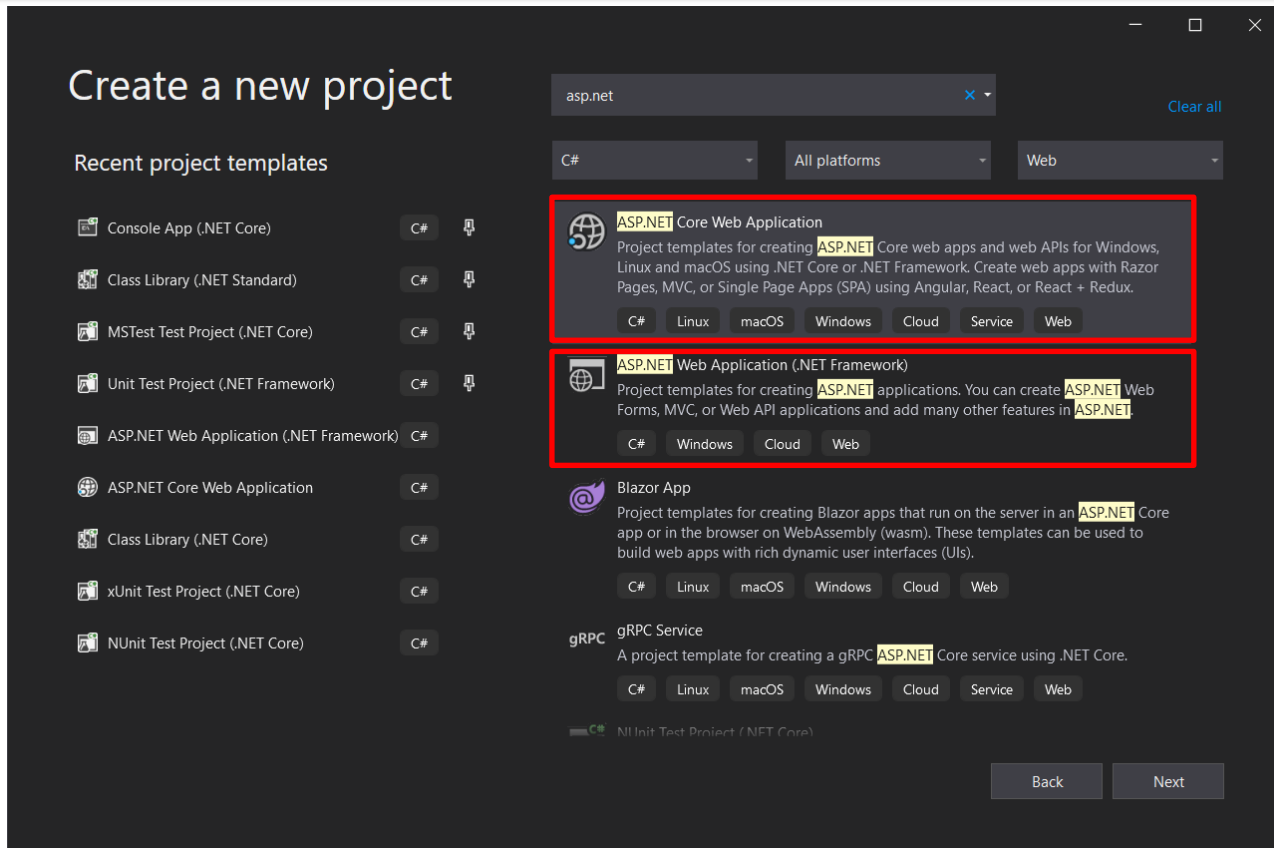 Create a new project
asp.net
Clear all
Recent project templates
C#
All platforms
Web
Console App (.NET Core)
C#
Class Library (.NET Standard)
C#
MSTest Test Project (.NET Core)
C#
Unit Test Project (.NET Framework)
C#
ASP.NET Web Application (.NET Framework)
C#
ASP.NET Core Web Application
C#
Class Library (.NET Core)
C#
xUnit Test Project (.NET Core)
C#
NUnit Test Project (.NET Core)
C#
ASP.NET Core Web Application
Project templates for creating ASP.NET Core web apps and web APIs for Windows,
Linux and macOS using .NET Core or .NET Framework. Create web apps with Razor
Pages, MVC, or Single Page Apps (SPA) using Angular, React, or React + Redux.
C# Linux macOS Windows Cloud Service Web
ASP.NET Web Application (.NET Framework)
Project templates for creating ASP.NET applications. You can create ASP.NET Web
Forms, MVC, or Web API applications and add many other features in ASP.NET.
C# Windows Cloud Web
Blazor App
Project templates for creating Blazor apps that run on the server in an ASP.NET Core
app or in the browser on WebAssembly (wasm). These templates can be used to
build web apps with rich dynamic user interfaces (UIs).
C# Linux macOS Windows Cloud Web
gRPC
gRPC Service
A project template for creating a gRPC ASP.NET Core service using .NET Core.
C# Linux macOS Windows Cloud Service Web
C#
NUnit Test Project (.NET Core)
Back
Next